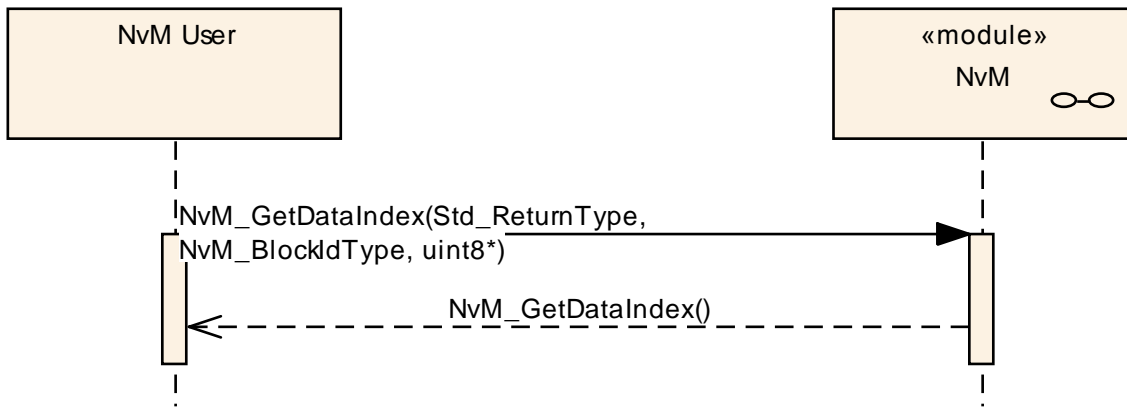 NvM User
«module»
NvM
NvM_GetDataIndex(Std_ReturnType,
NvM_BlockIdType, uint8*)
NvM_GetDataIndex()